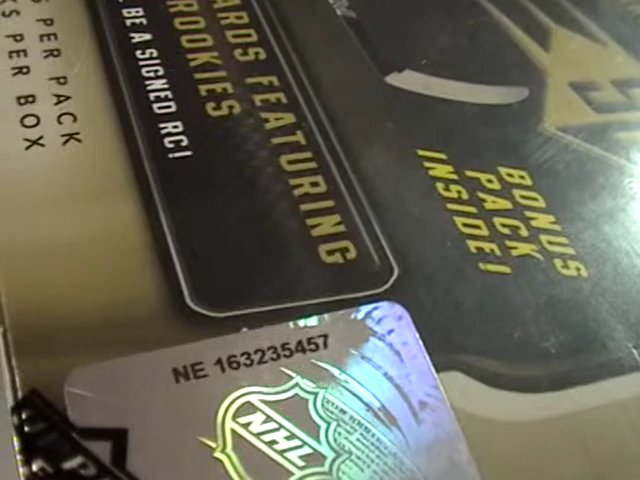 PER PACK
PER BOX
ARDS FEATURING
ROOKIES
BE A SIGNED RC!
BONUS
PACK
INSIDE!
NE 163235457
NHL